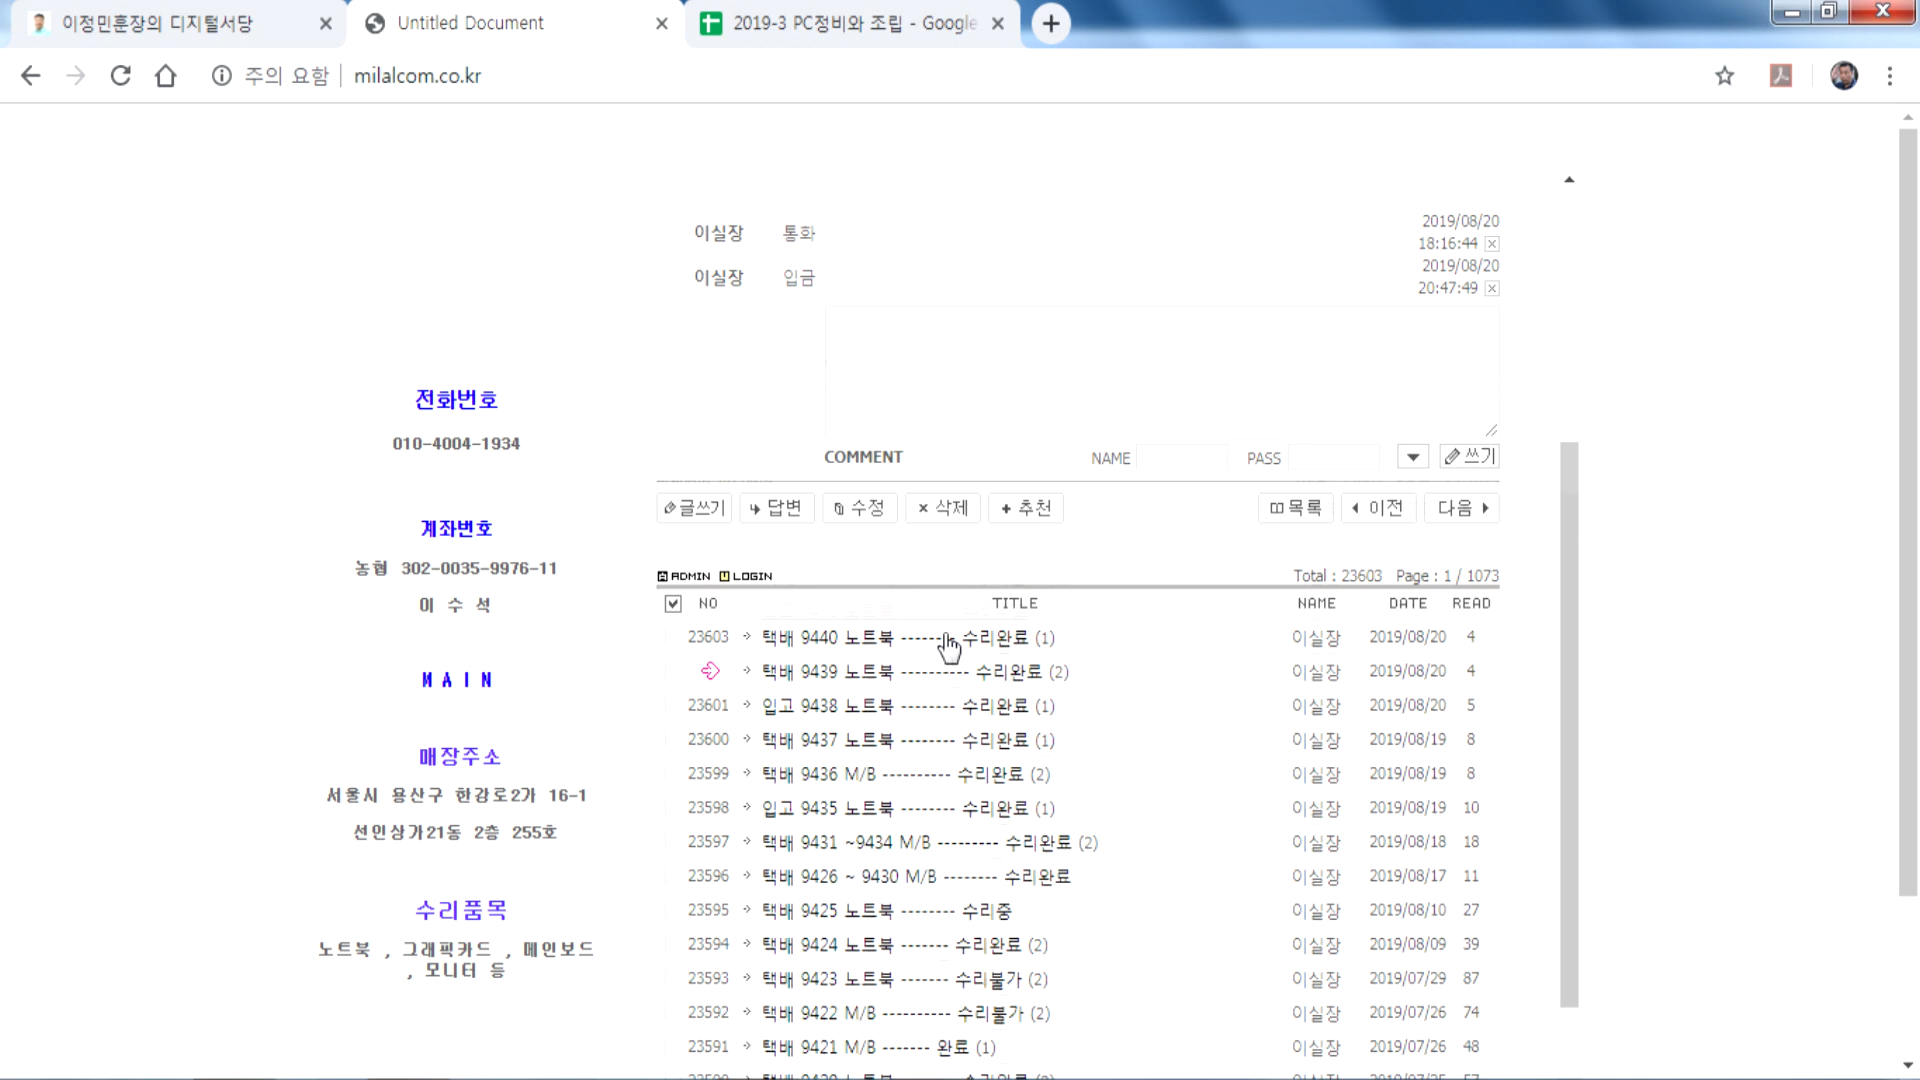 이정민훈장의 디지털서당
Untitled Document
2019-3 PC정비와 조립 - Google
주의 요함 milalcom.co.kr
이실장 통화 2019/08/20
18:16:44
이실장 입금 2019/08/20
20:47:49
전화번호
010-4004-1934
계좌번호
농협 302-0035-9976-11
이 수 석
M A I N
매장주소
서울시 용산구 한강로2가 16-1
선인상가21동 2층 255호
수리품목
노트북 , 그래픽카드 , 메인보드
, 모니터 등
COMMENT NAME PASS 쓰기
글쓰기 답변 수정 삭제 추천 목록 이전 다음
ADMIN LOGIN Total : 23603 Page : 1 / 1073
NO TITLE NAME DATE READ
23603 택배 9440 노트북 ------- 수리완료 (1) 이실장 2019/08/20 4
택배 9439 노트북 ---------- 수리완료 (2) 이실장 2019/08/20 4
23601 입고 9438 노트북 -------- 수리완료 (1) 이실장 2019/08/20 5
23600 택배 9437 노트북 -------- 수리완료 (1) 이실장 2019/08/19 8
23599 택배 9436 M/B ---------- 수리완료 (2) 이실장 2019/08/19 8
23598 입고 9435 노트북 -------- 수리완료 (1) 이실장 2019/08/19 10
23597 택배 9431 ~9434 M/B --------- 수리완료 (2) 이실장 2019/08/18 18
23596 택배 9426 ~ 9430 M/B -------- 수리완료 이실장 2019/08/17 11
23595 택배 9425 노트북 -------- 수리중 이실장 2019/08/10 27
23594 택배 9424 노트북 ------- 수리완료 (2) 이실장 2019/08/09 39
23593 택배 9423 노트북 ------- 수리불가 (2) 이실장 2019/07/29 87
23592 택배 9422 M/B ---------- 수리불가 (2) 이실장 2019/07/26 74
23591 택배 9421 M/B ------- 완료 (1) 이실장 2019/07/26 48